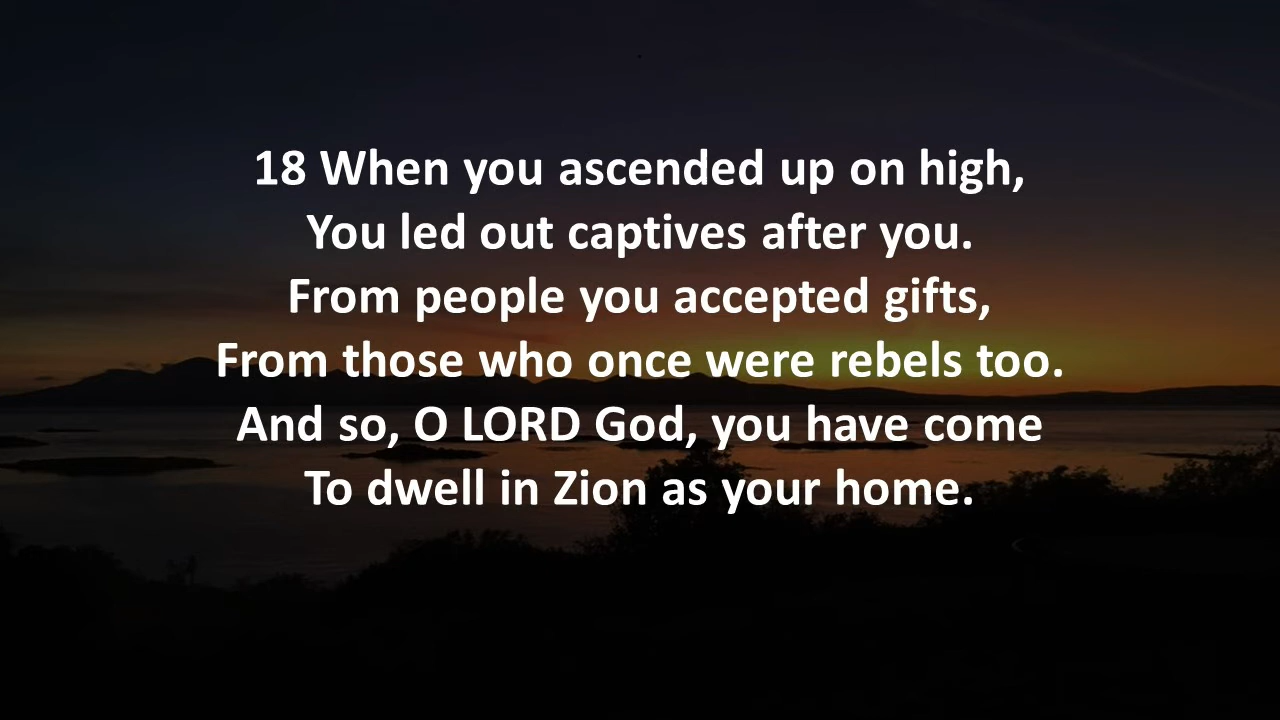 18 When you ascended up on high,
You led out captives after you.
From people you accepted gifts,
From those who once were rebels too.
And so, O LORD God, you have come
To dwell in Zion as your home.